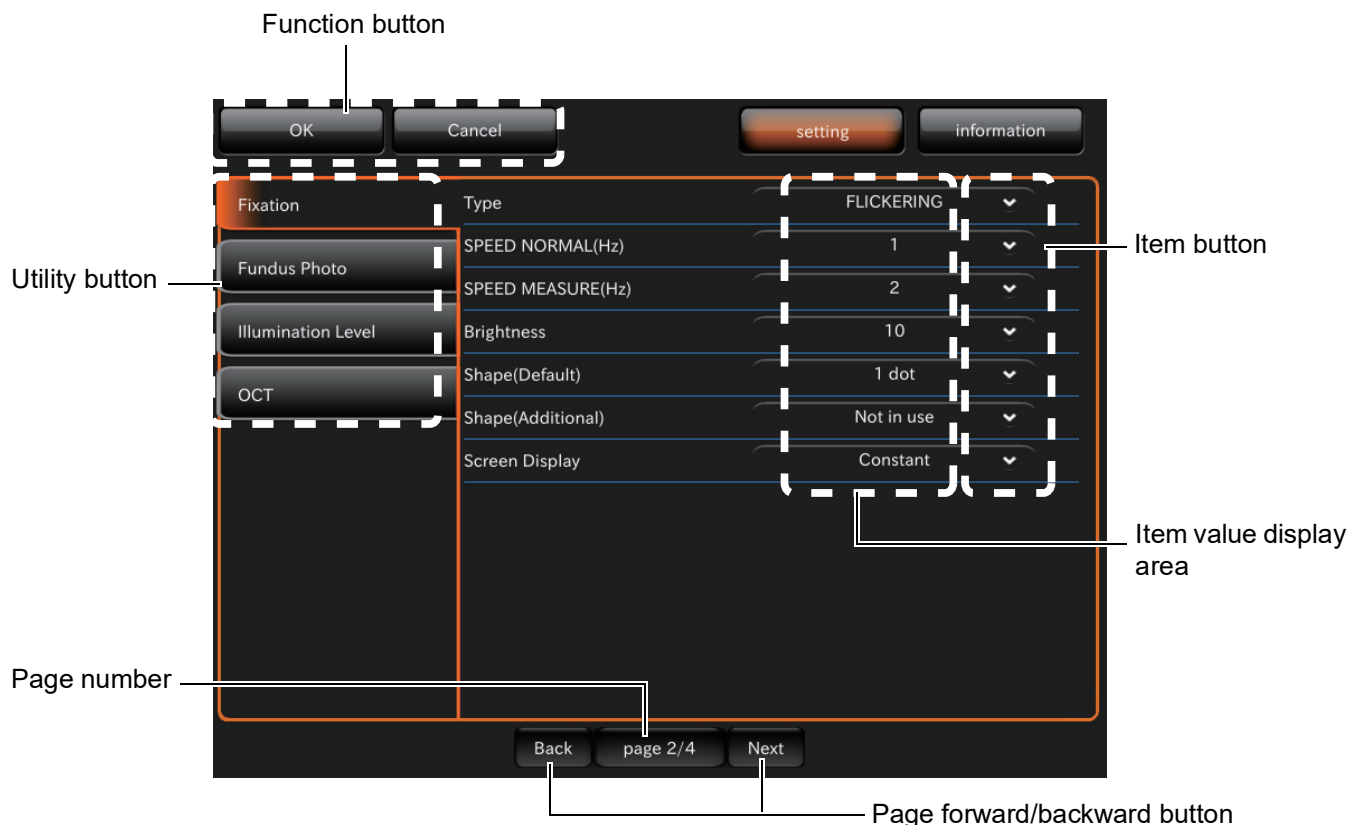 Function button
OK
Cancel
setting
information
Fixation
Type
FLICKERING
SPEED NORMAL(Hz)
1
Item button
Utility button
Fundus Photo
SPEED MEASURE(Hz)
2
Illumination Level
Brightness
10
Shape(Default)
1 dot
OCT
Shape(Additional)
Not in use
Screen Display
Constant
Item value display
area
Page number
Back
page 2/4
Next
Page forward/backward button